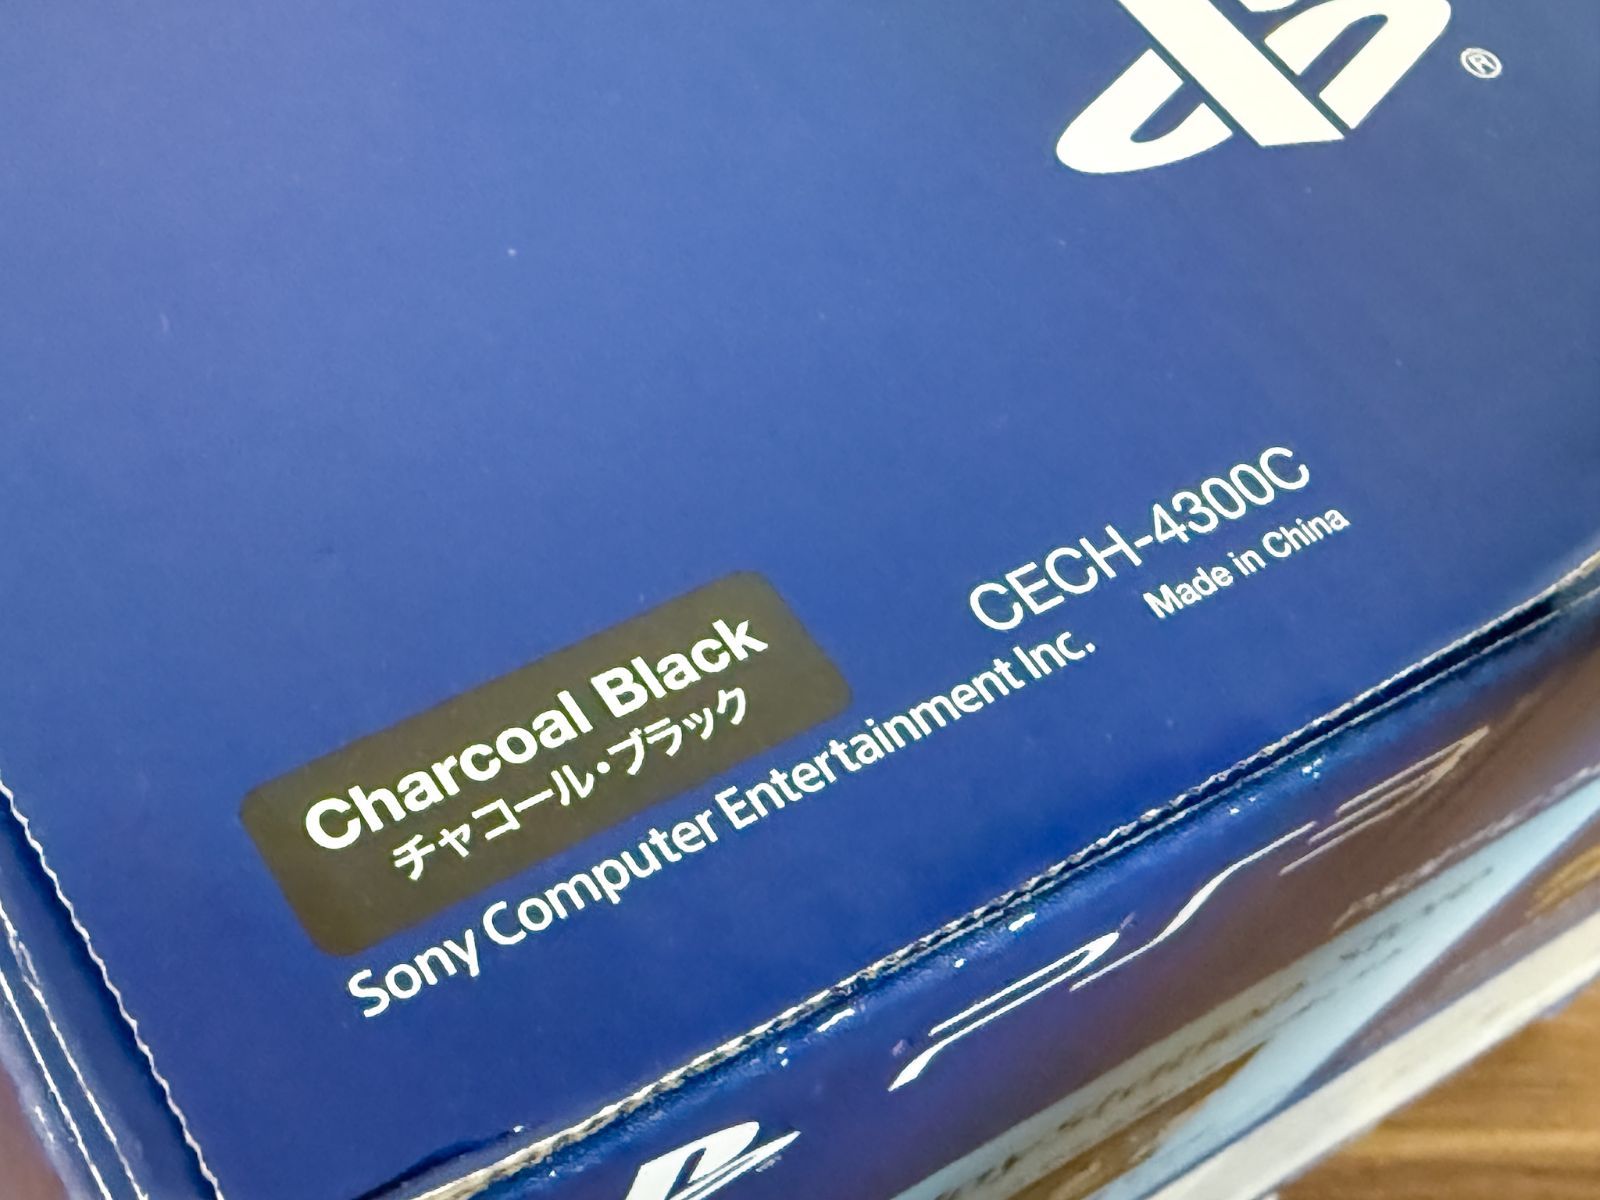 ®
CECH-4300C
Made in China
Charcoal Black
チャコール・ブラック
Sony Computer Entertainment Inc.